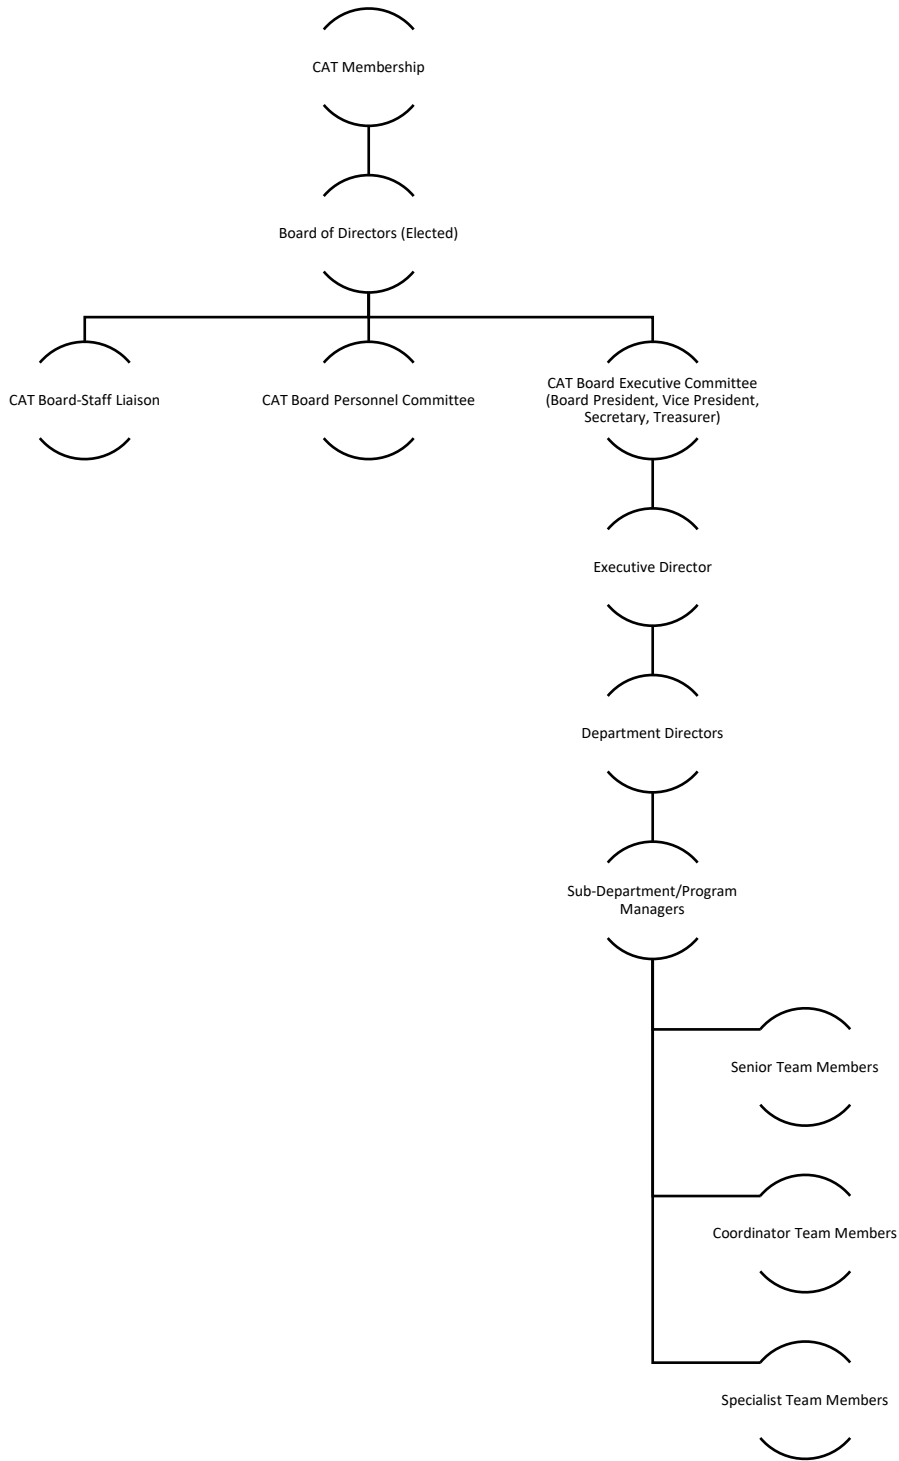 CAT Membership
Board of Directors (Elected)
CAT Board-Staff Liaison
CAT Board Personnel Committee
CAT Board Executive Committee
(Board President, Vice President,
Secretary, Treasurer)
Executive Director
Department Directors
Sub-Department/Program
Managers
Senior Team Members
Coordinator Team Members
Specialist Team Members